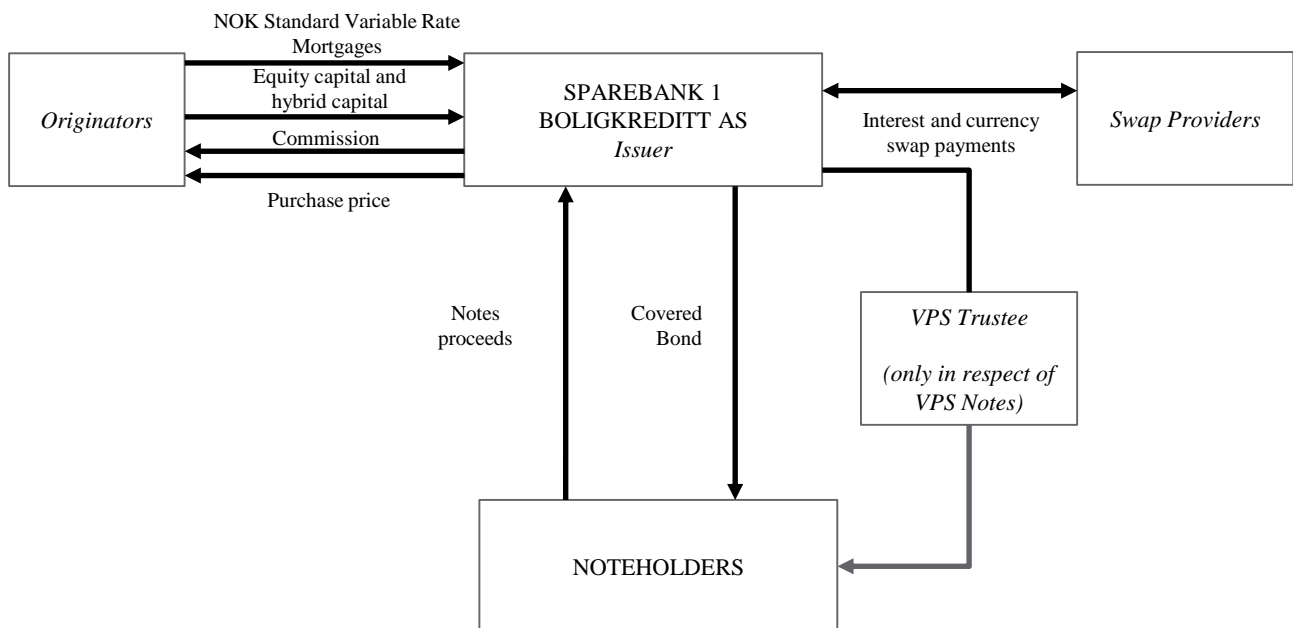 NOK Standard Variable Rate
Mortgages
Equity capital and
hybrid capital
Commission
Purchase price
Originators
SPAREBANK 1
BOLIGKREDITT AS
Issuer
Interest and currency
swap payments
Swap Providers
Notes
proceeds
Covered
Bond
VPS Trustee
(only in respect of
VPS Notes)
NOTEHOLDERS